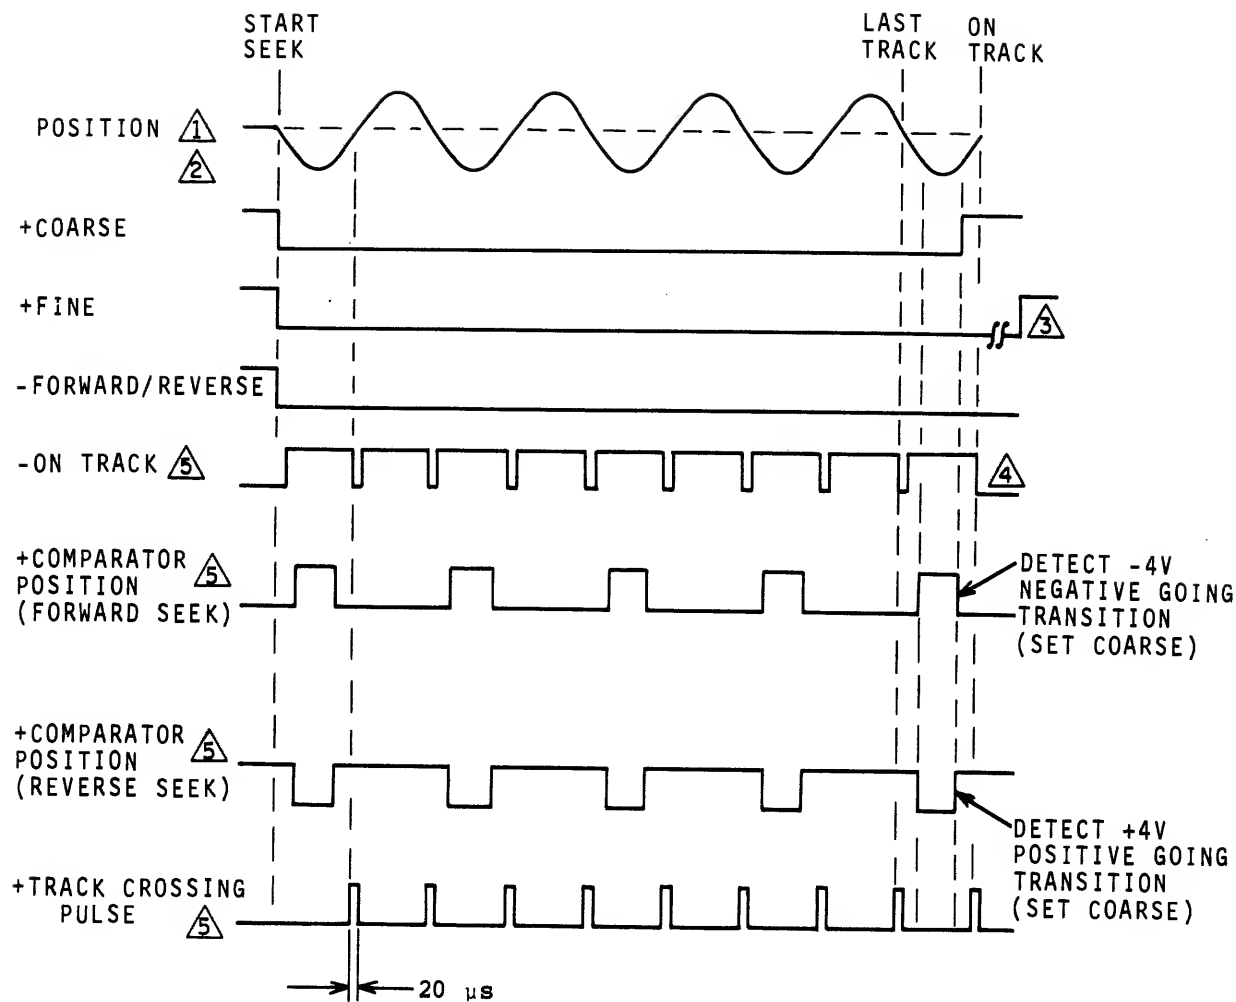 START
SEEK
LAST
TRACK
ON
TRACK
POSITION 1
2
+COARSE
+FINE
3
-FORWARD/REVERSE
-ON TRACK 5
4
+COMPARATOR
POSITION 5
(FORWARD SEEK)
DETECT -4V
NEGATIVE GOING
TRANSITION
(SET COARSE)
+COMPARATOR 5
POSITION
(REVERSE SEEK)
DETECT +4V
POSITIVE GOING
TRANSITION
(SET COARSE)
+TRACK CROSSING
PULSE 5
20 μs